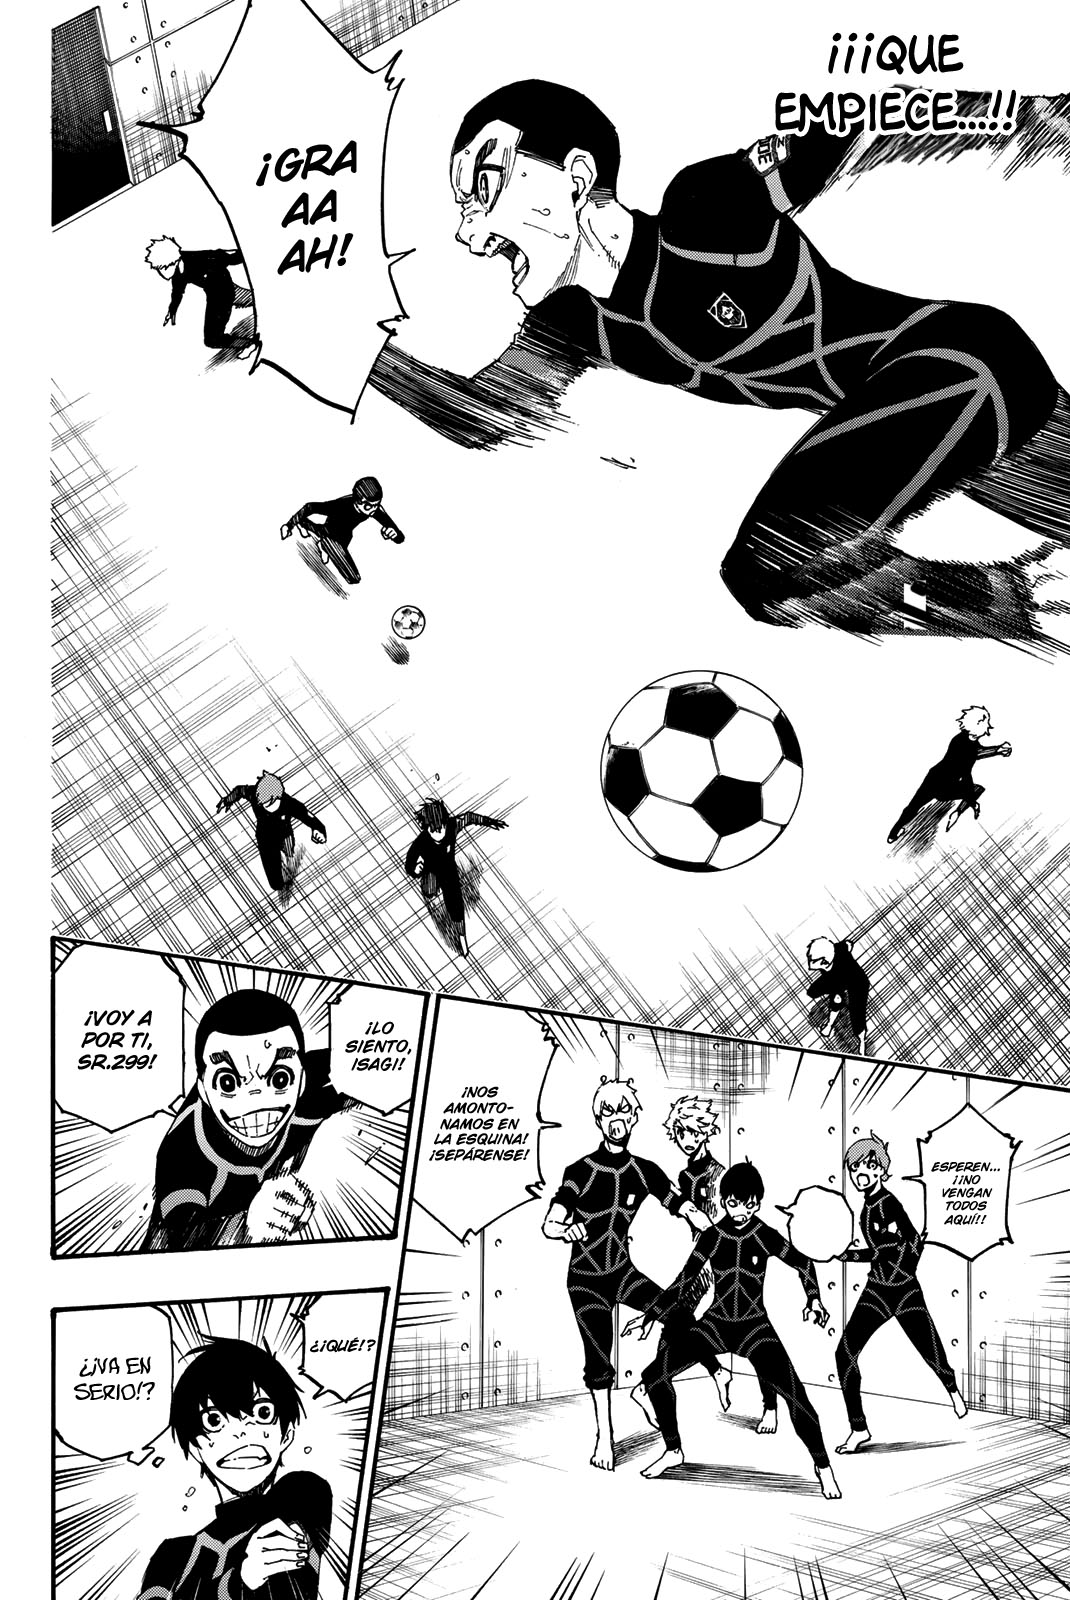 ¡¡¡QUE
EMPIECE...!!
¡GRA
AA
AH!
¡LO
SIENTO,
ISAGI!
¡VOY A
POR TI,
SR.299!
ESPEREN...
¡¡NO
VENGAN
TODOS
AQUÍ!!
¡NOS
AMONTO-
NAMOS EN
LA ESQUINA!
¡SEPÁRENSE!
¿¡QUÉ!?
¿¡VA EN
SERIO!?